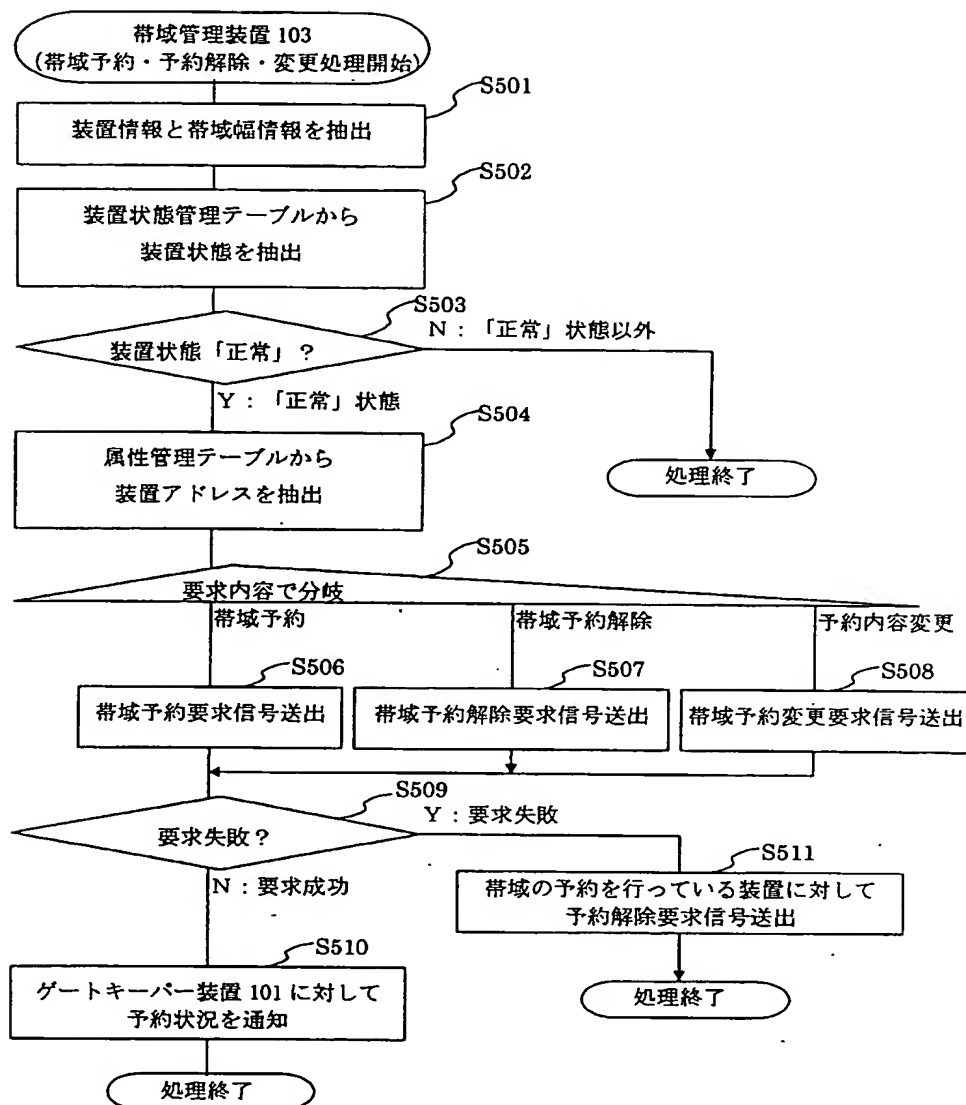 帯域管理装置 103
(帯域予約・予約解除・変更処理開始)
S501
装置情報と帯域幅情報を抽出
S502
装置状態管理テーブルから
装置状態を抽出
S503
装置状態「正常」？
N：「正常」状態以外
Y：「正常」状態
処理終了
S504
属性管理テーブルから
装置アドレスを抽出
S505
要求内容で分岐
帯域予約
帯域予約解除
予約内容変更
S506
帯域予約要求信号送出
S507
帯域予約解除要求信号送出
S508
帯域予約変更要求信号送出
S509
要求失敗？
Y：要求失敗
N：要求成功
S511
帯域の予約を行っている装置に対して
予約解除要求信号送出
処理終了
S510
ゲートキーパー装置 101 に対して
予約状況を通知
処理終了